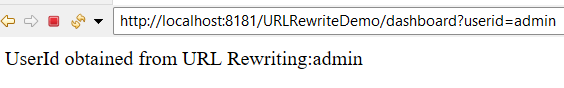 http://localhost:8181/URLRewriteDemo/dashboard?userid=admin
UserId obtained from URL Rewriting:admin